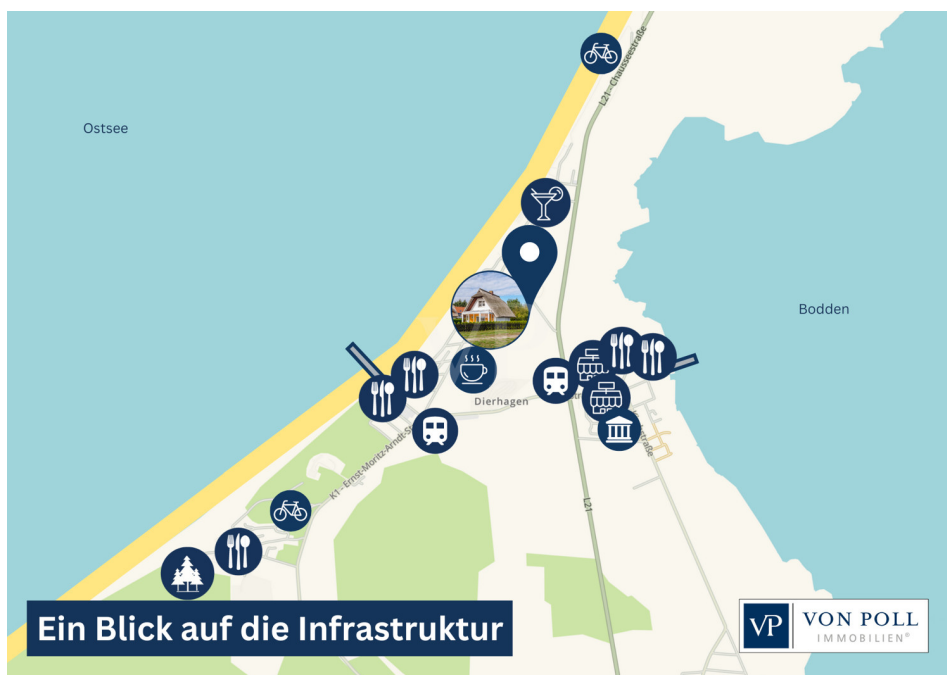 L21 - Chausseestraße
Ostsee
Bodden
Dierhagen
K1 - Ernst-Moritz-Arndt-St
L21
Ein Blick auf die Infrastruktur
VP
VON POLL
IMMOBILIEN®